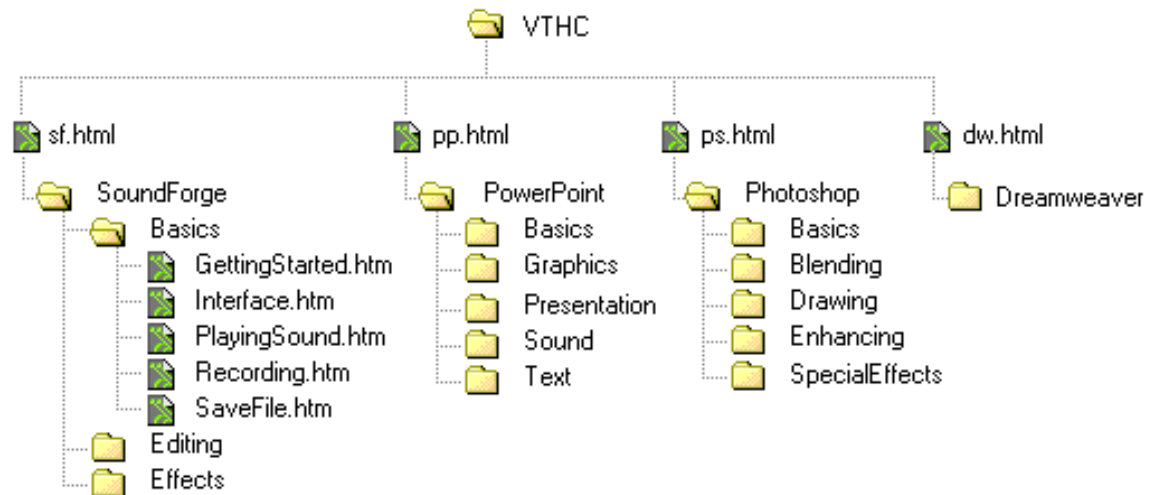 VTHC
sf.html
pp.html
ps.html
dw.html
SoundForge
PowerPoint
Photoshop
Dreamweaver
Basics
Basics
Basics
GettingStarted.htm
Graphics
Blending
Interface.htm
Presentation
Drawing
PlayingSound.htm
Sound
Enhancing
Recording.htm
Text
SpecialEffects
SaveFile.htm
Editing
Effects